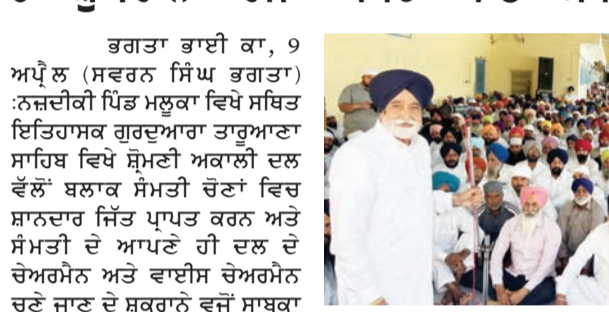 ਭਗਤਾ ਭਾਈ ਕਾ, 9
ਅਪ੍ਰੈਲ (ਸਵਰਨ ਸਿੰਘ ਭਗਤਾ)
:ਨਜ਼ਦੀਕੀ ਪਿੰਡ ਮਲੂਕਾ ਵਿਖੇ ਸਥਿਤ
ਇਤਿਹਾਸਕ ਗੁਰਦੁਆਰਾ ਤਾਰੂਆਣਾ
ਸਾਹਿਬ ਵਿਖੇ ਸ਼੍ਰੋਮਣੀ ਅਕਾਲੀ ਦਲ
ਵੱਲੋਂ ਬਲਾਕ ਸੰਮਤੀ ਚੋਣਾਂ ਵਿਚ
ਸ਼ਾਨਦਾਰ ਜਿੱਤ ਪ੍ਰਾਪਤ ਕਰਨ ਅਤੇ
ਸੰਮਤੀ ਦੇ ਆਪਣੇ ਹੀ ਦਲ ਦੇ
ਚੇਅਰਮੈਨ ਅਤੇ ਵਾਈਸ ਚੇਅਰਮੈਨ
ਚੁਣੇ ਜਾਣ ਦੇ ਸ਼ੁਕਰਾਨੇ ਵਜੋਂ ਸਾਬਕਾ